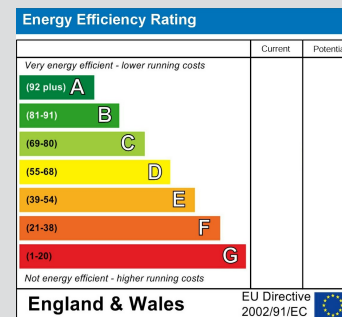 Energy Efficiency Rating
Current Potentia
Very energy efficient - lower running costs
(92 plus) A
(81-91) B
(69-80) C
(55-68) D
(39-54) E
(21-38) F
(1-20) G
Not energy efficient - higher running costs
England & Wales
EU Directive
2002/91/EC